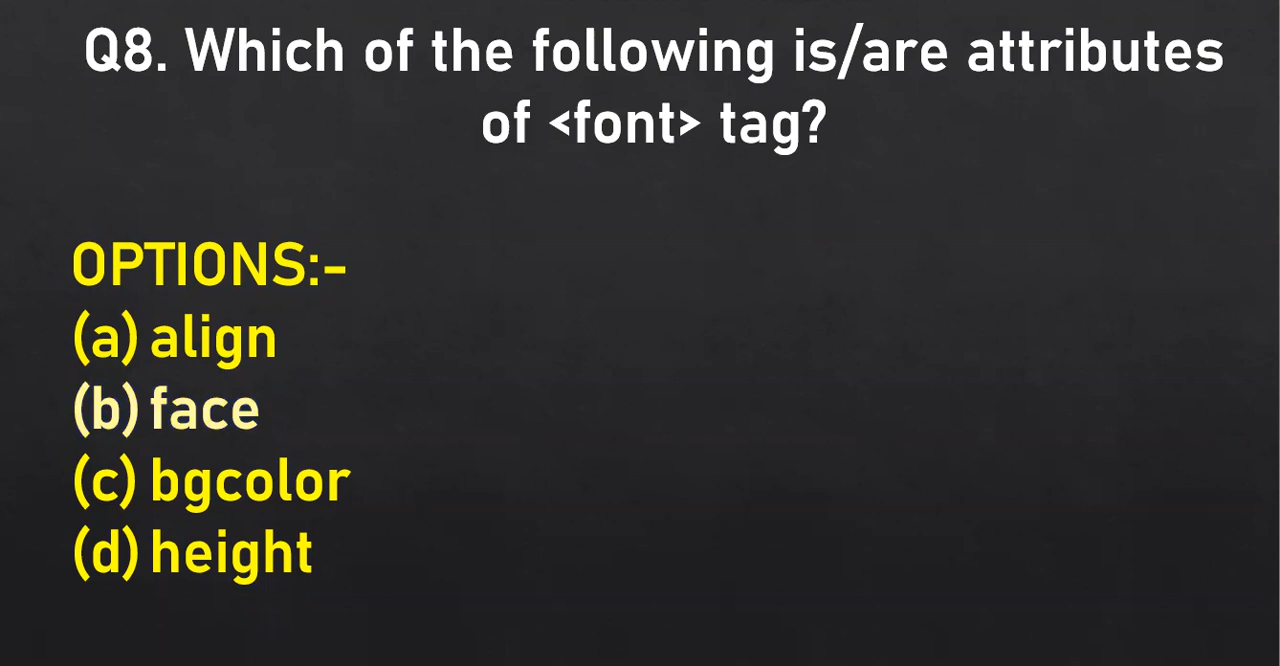 Q8. Which of the following is/are attributes
of <font> tag?
OPTIONS:-
(a) align
(b) face
(c) bgcolor
(d) height